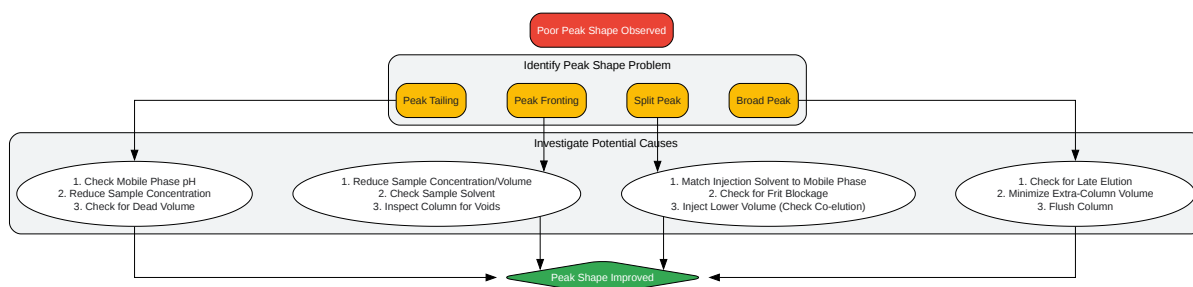 Poor Peak Shape Observed
Identify Peak Shape Problem
Peak Tailing
Peak Fronting
Split Peak
Broad Peak
Investigate Potential Causes
1. Check Mobile Phase pH
2. Reduce Sample Concentration
3. Check for Dead Volume
1. Reduce Sample Concentration/Volume
2. Check Sample Solvent
3. Inspect Column for Voids
1. Match Injection Solvent to Mobile Phase
2. Check for Frit Blockage
3. Inject Lower Volume (Check Co-elution)
1. Check for Late Elution
2. Minimize Extra-Column Volume
3. Flush Column
Peak Shape Improved